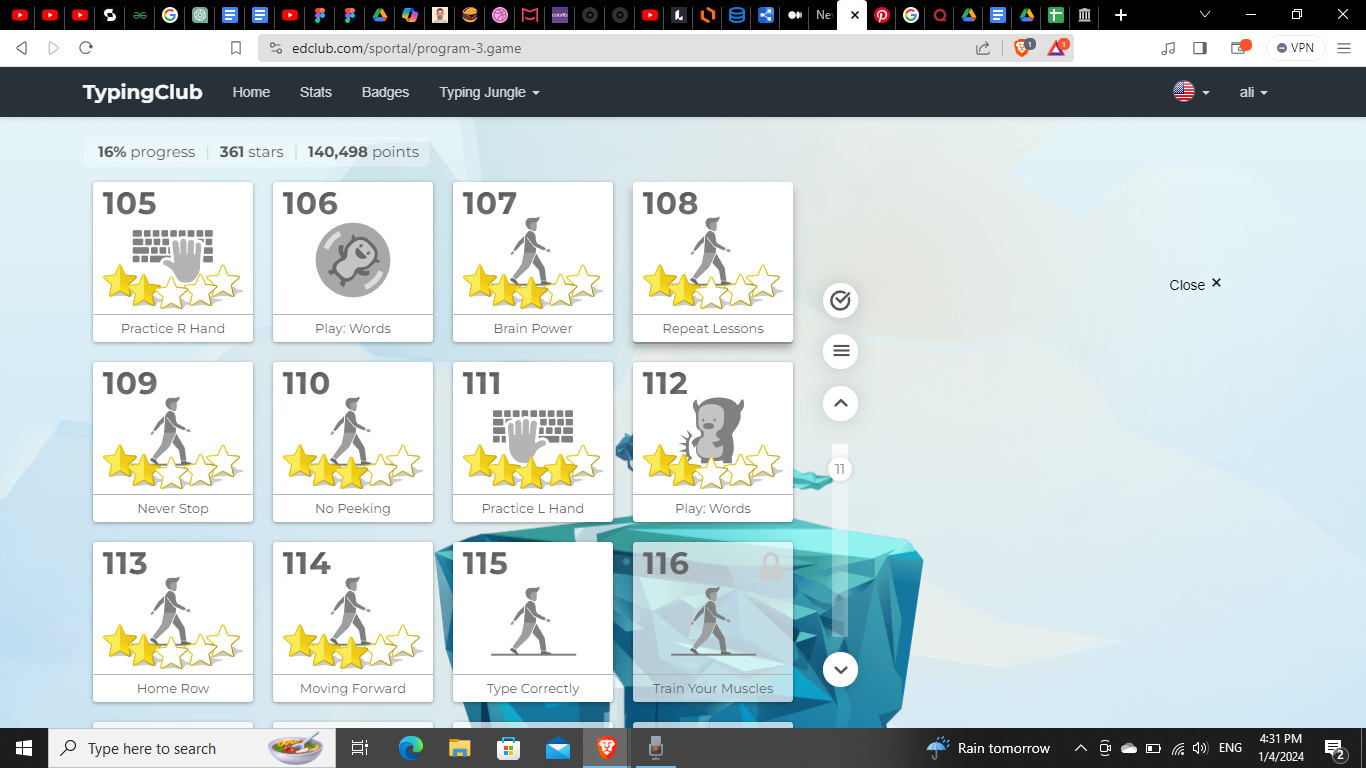 Ne
edclub.com/sportal/program-3.game
1
1
VPN
TypingClub
Home
Stats
Badges
Typing Jungle
ali
16% progress
361 stars
140,498 points
105
Practice R Hand
106
Play: Words
107
Brain Power
108
Repeat Lessons
Close ×
109
Never Stop
110
No Peeking
111
Practice L Hand
112
Play: Words
11
113
Home Row
114
Moving Forward
115
Type Correctly
116
Train Your Muscles
Type here to search
Rain tomorrow
ENG
4:31 PM
1/4/2024
2